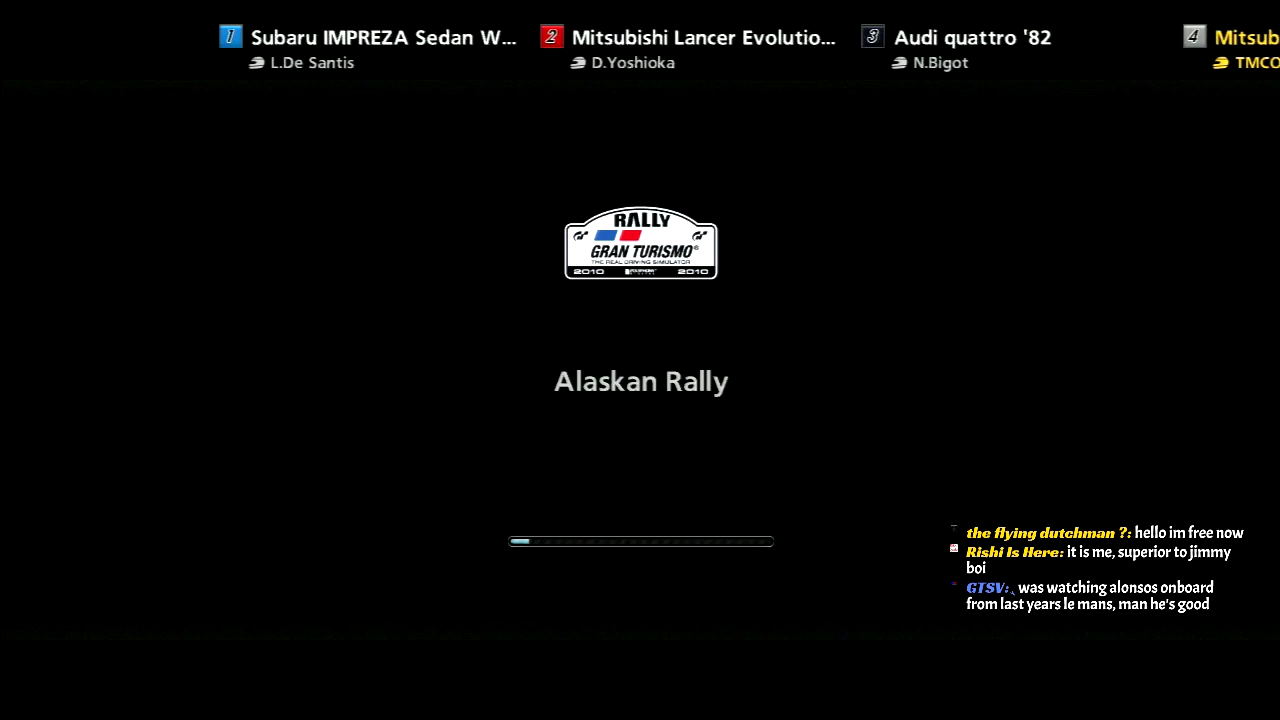 1 Subaru IMPREZA Sedan W...
L.De Santis
2 Mitsubishi Lancer Evolutio...
D.Yoshioka
3 Audi quattro '82
N.Bigot
4 Mitsub
TMCO
RALLY
GRAN TURISMO®
THE REAL DRIVING SIMULATOR
2010 2010
Alaskan Rally
the flying dutchman ?: hello im free now
Rishi Is Here: it is me, superior to jimmy
boi
GTSV: was watching alonsos onboard
from last years le mans, man he's good